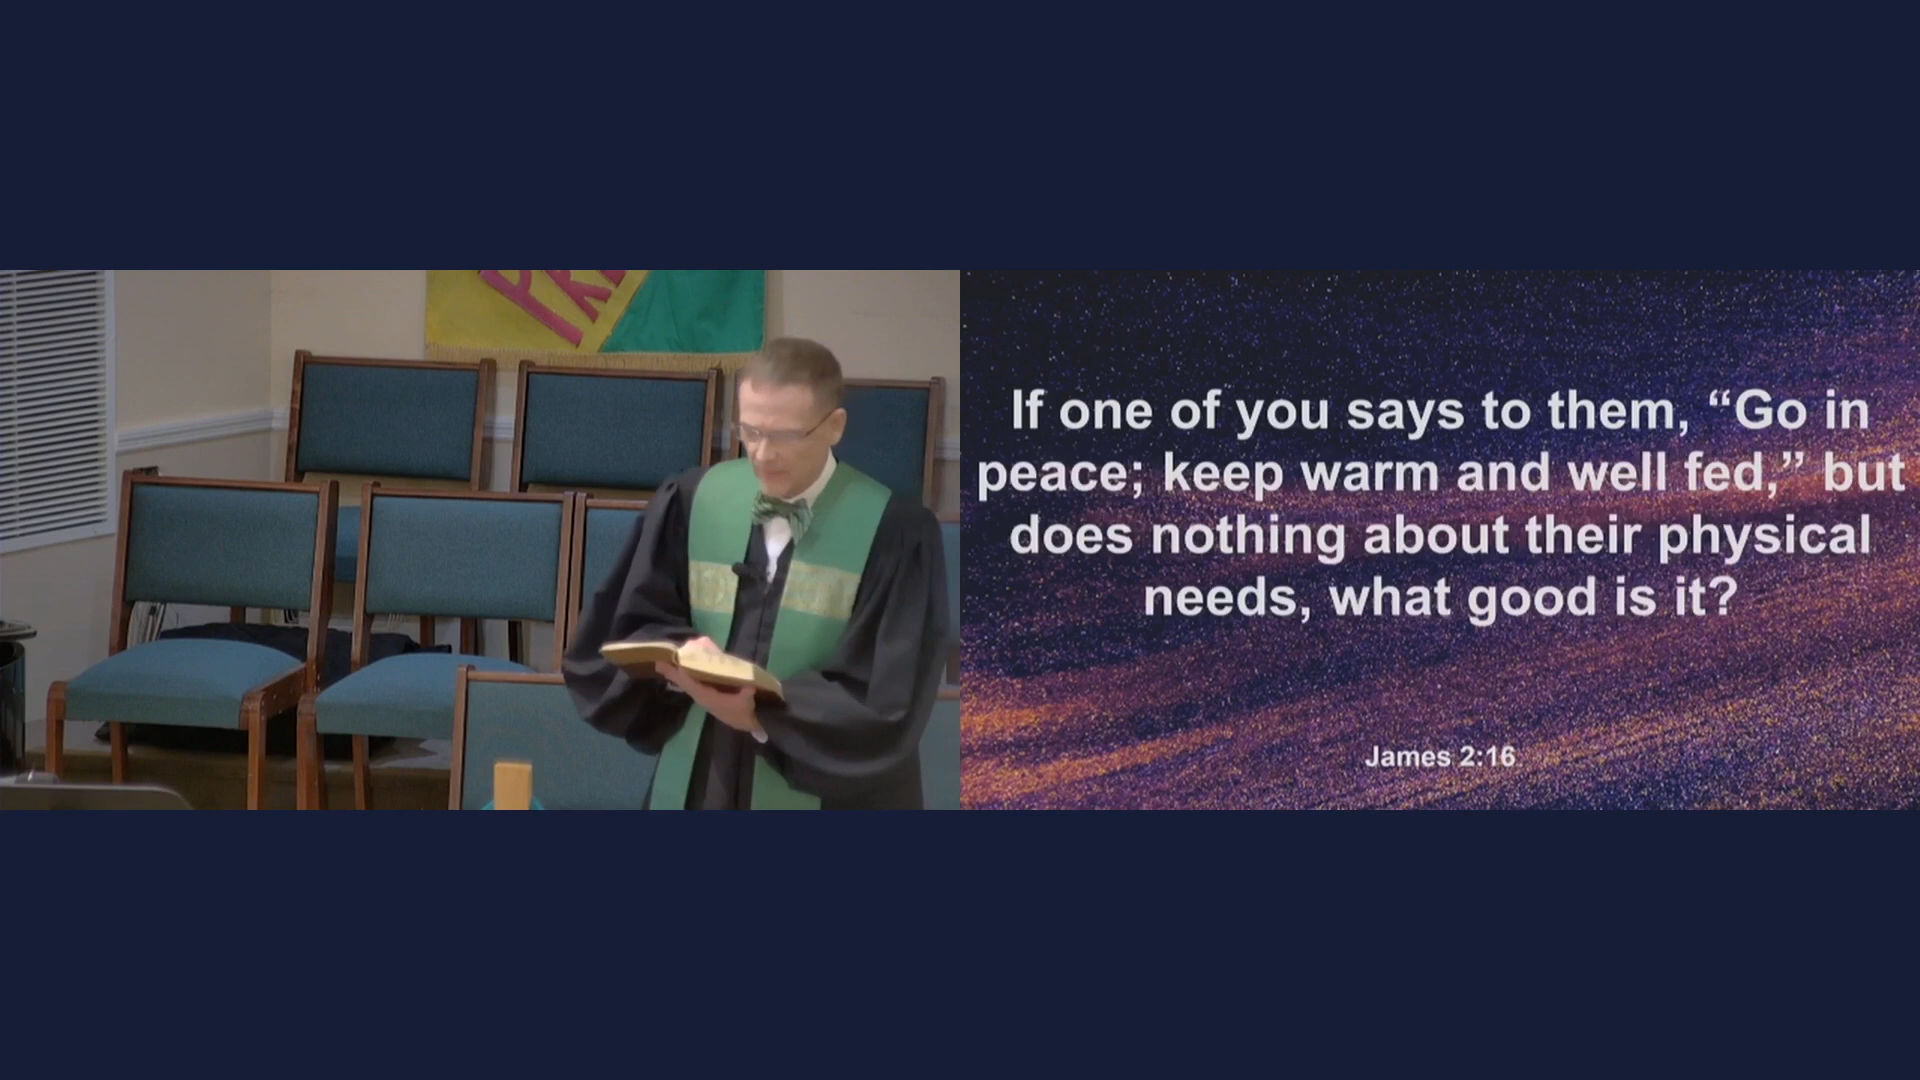 PR
If one of you says to them, “Go in
peace; keep warm and well fed,” but
does nothing about their physical
needs, what good is it?
James 2:16